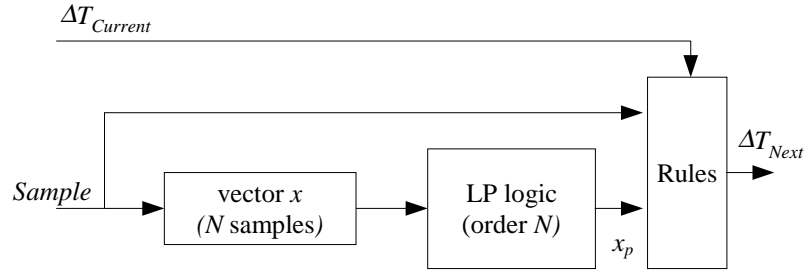 ΔT_Current
Sample
vector x
(N samples)
LP logic
(order N)
x_p
Rules
ΔT_Next